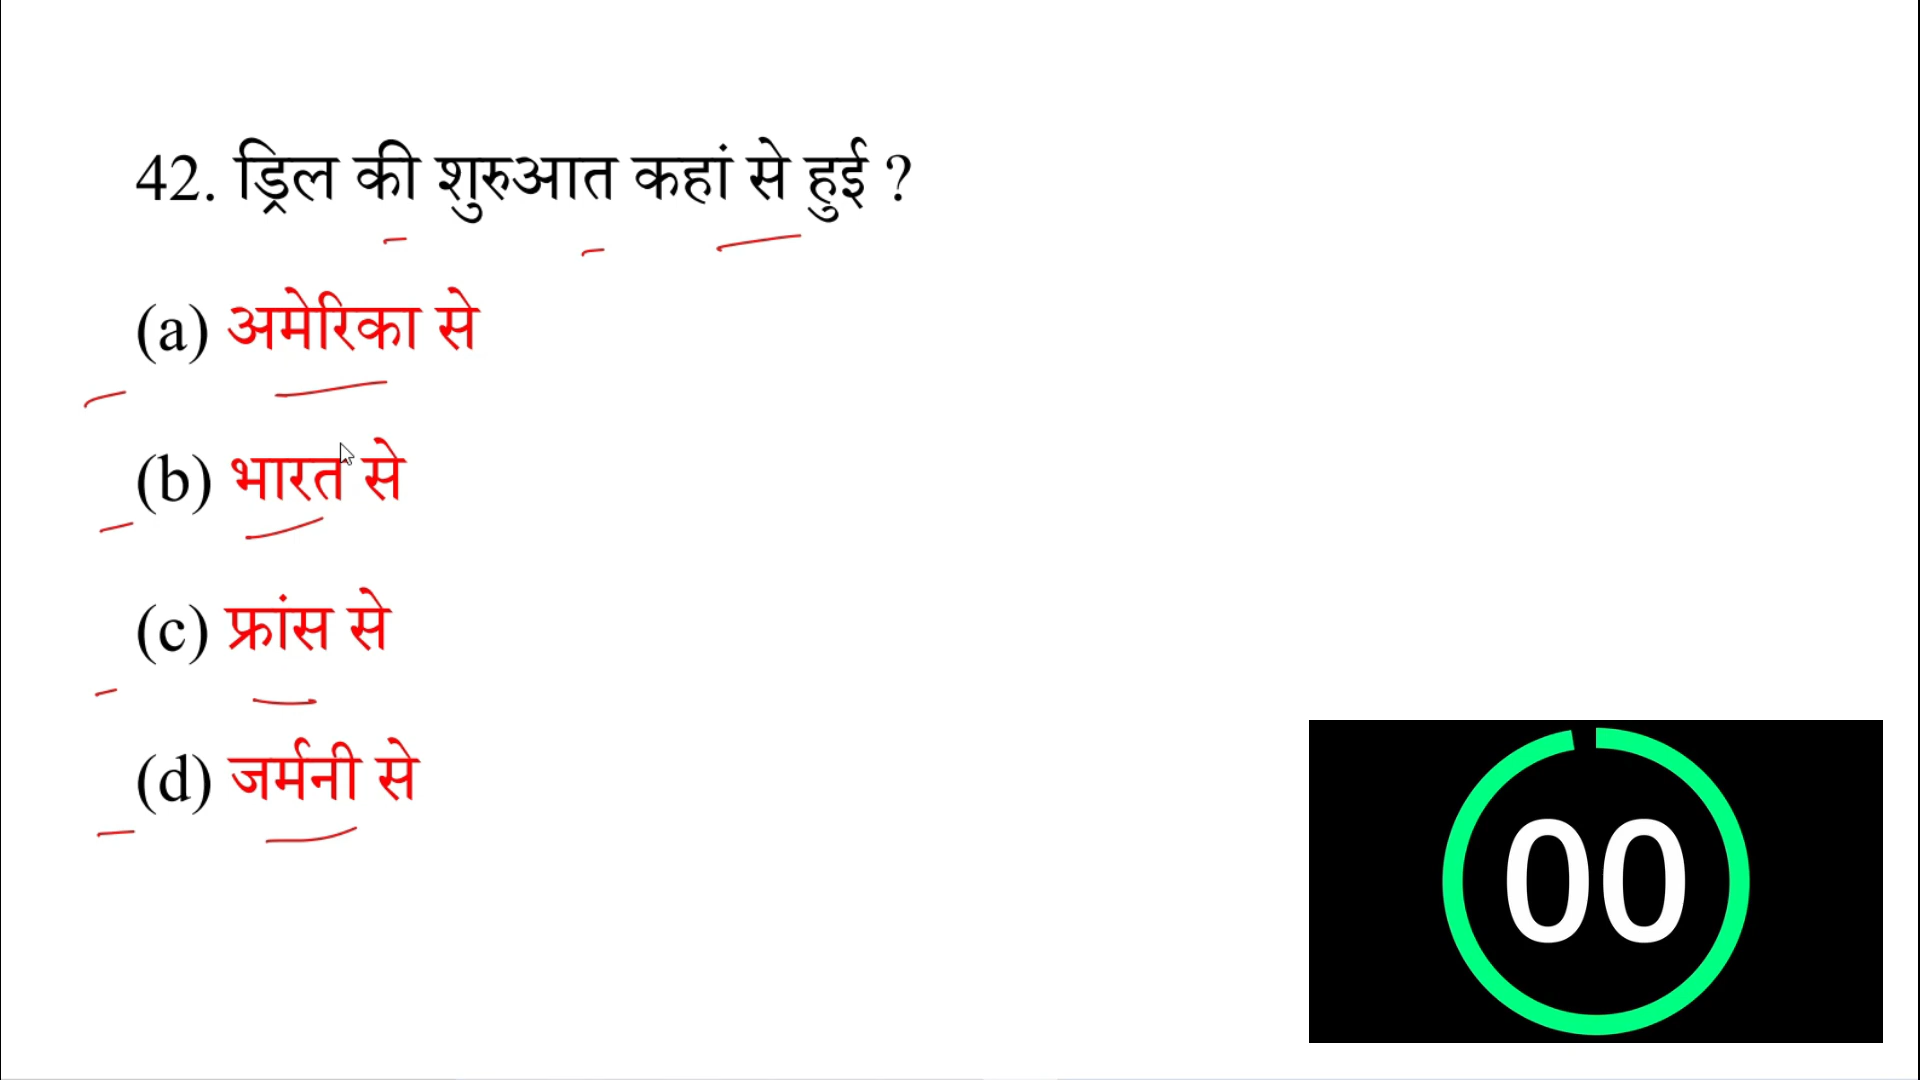 42. ड्रिल की शुरुआत कहां से हुई ?
(a) अमेरिका से
(b) भारत से
(c) फ्रांस से
(d) जर्मनी से
00